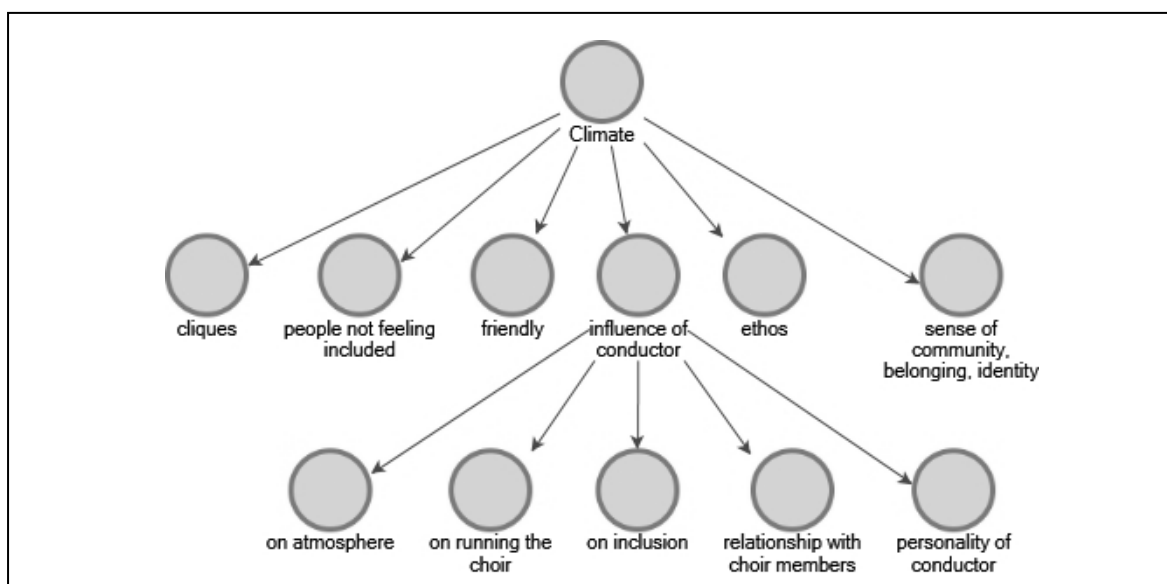 Climate
cliques
people not feeling
included
friendly
influence of
conductor
ethos
sense of
community,
belonging, identity
on atmosphere
on running the
choir
on inclusion
relationship with
choir members
personality of
conductor